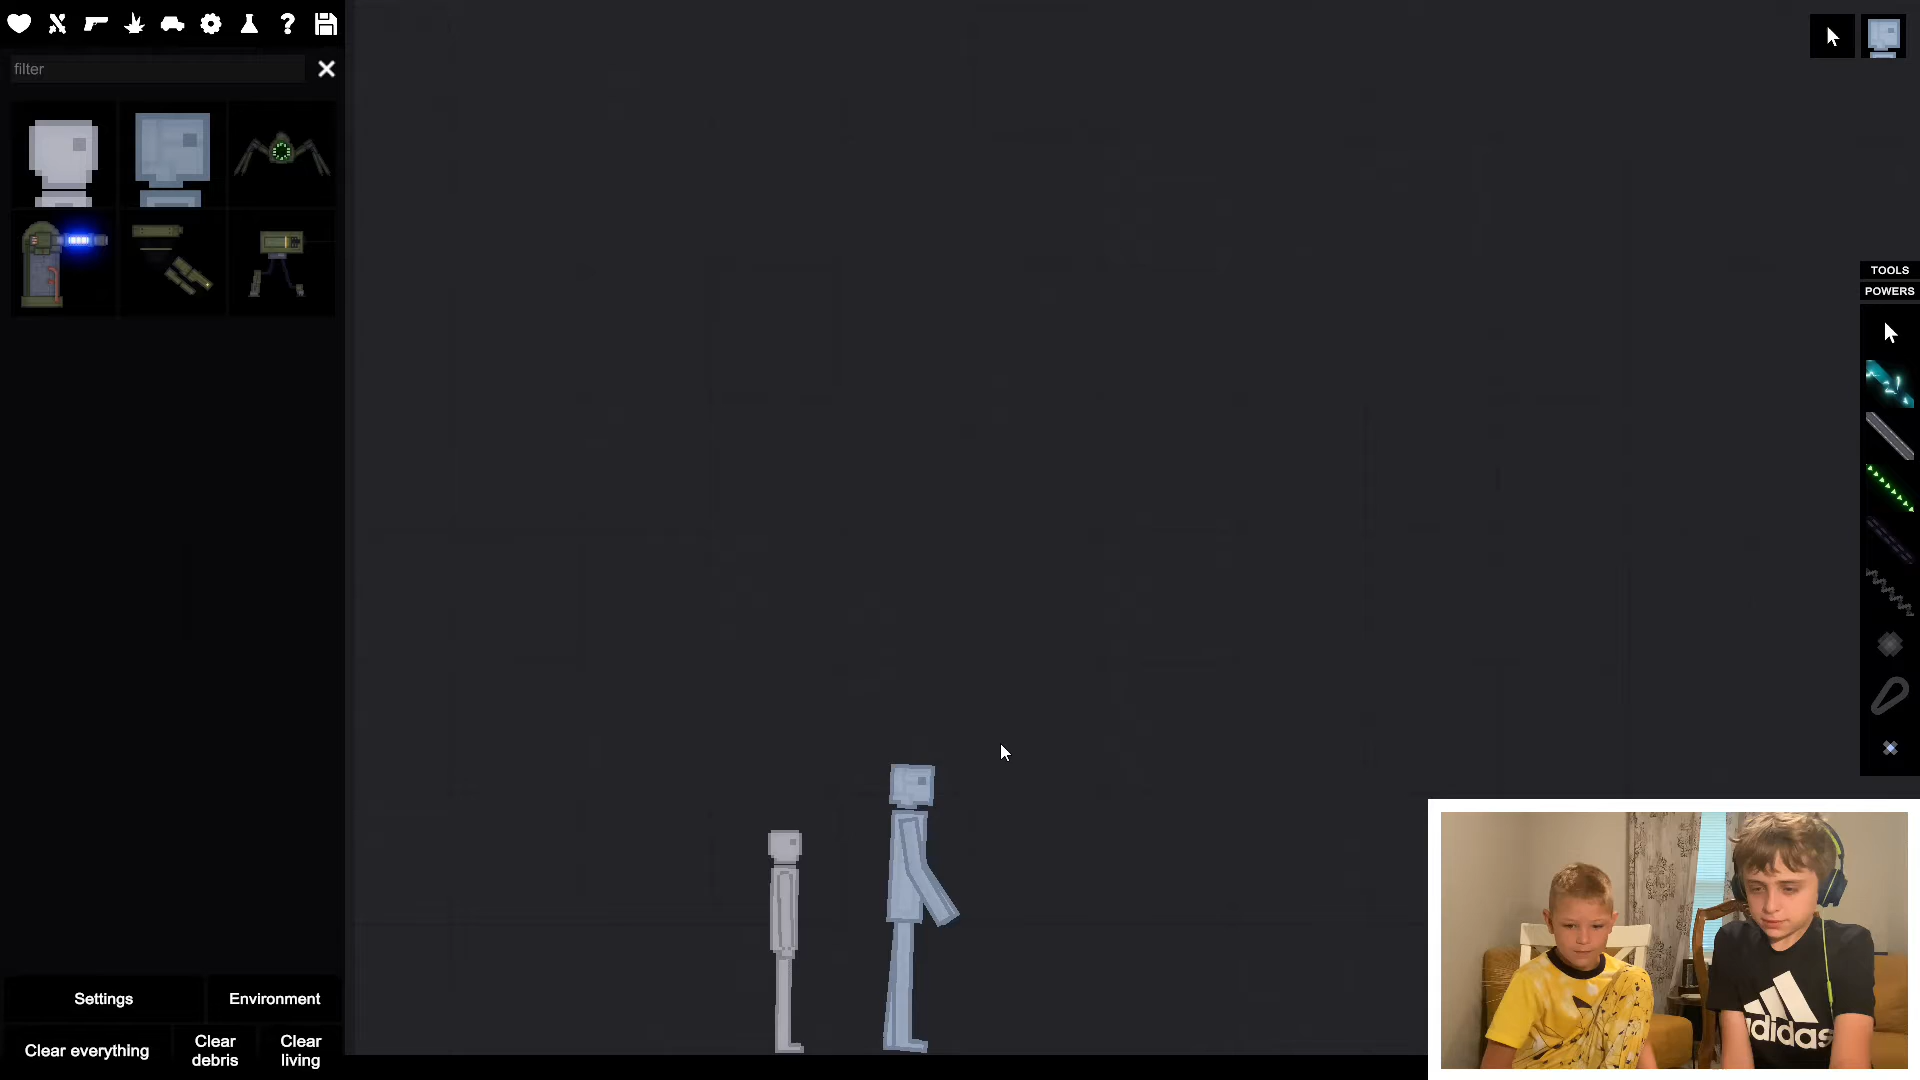 filter
TOOLS
POWERS
Settings
Environment
Clear everything
Clear
debris
Clear
living
adidas